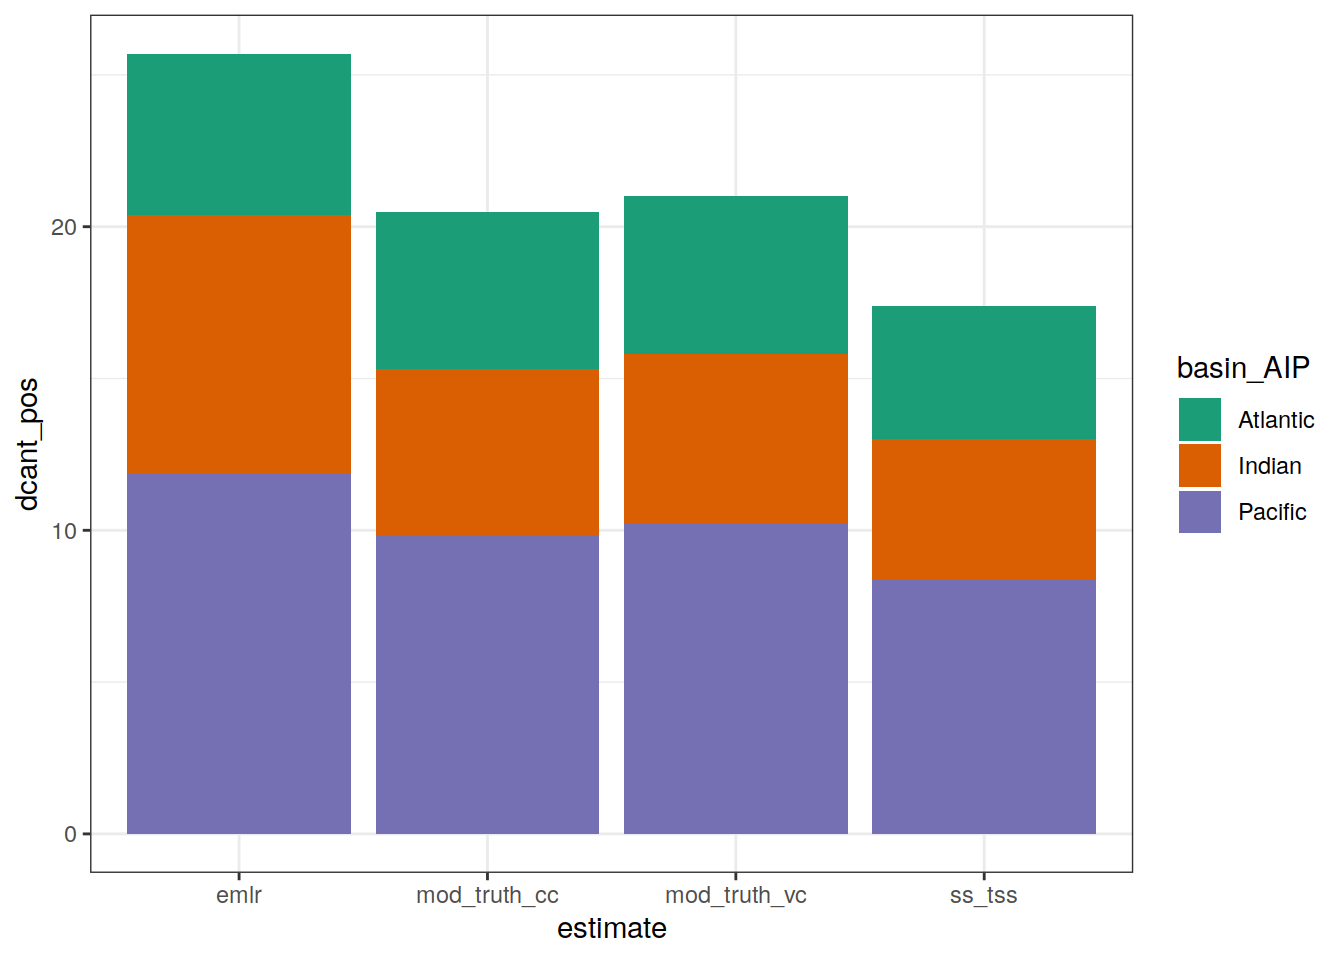 dcant_pos
20
10
0
emlr
mod_truth_cc
mod_truth_vc
ss_tss
estimate
basin_AIP
Atlantic
Indian
Pacific